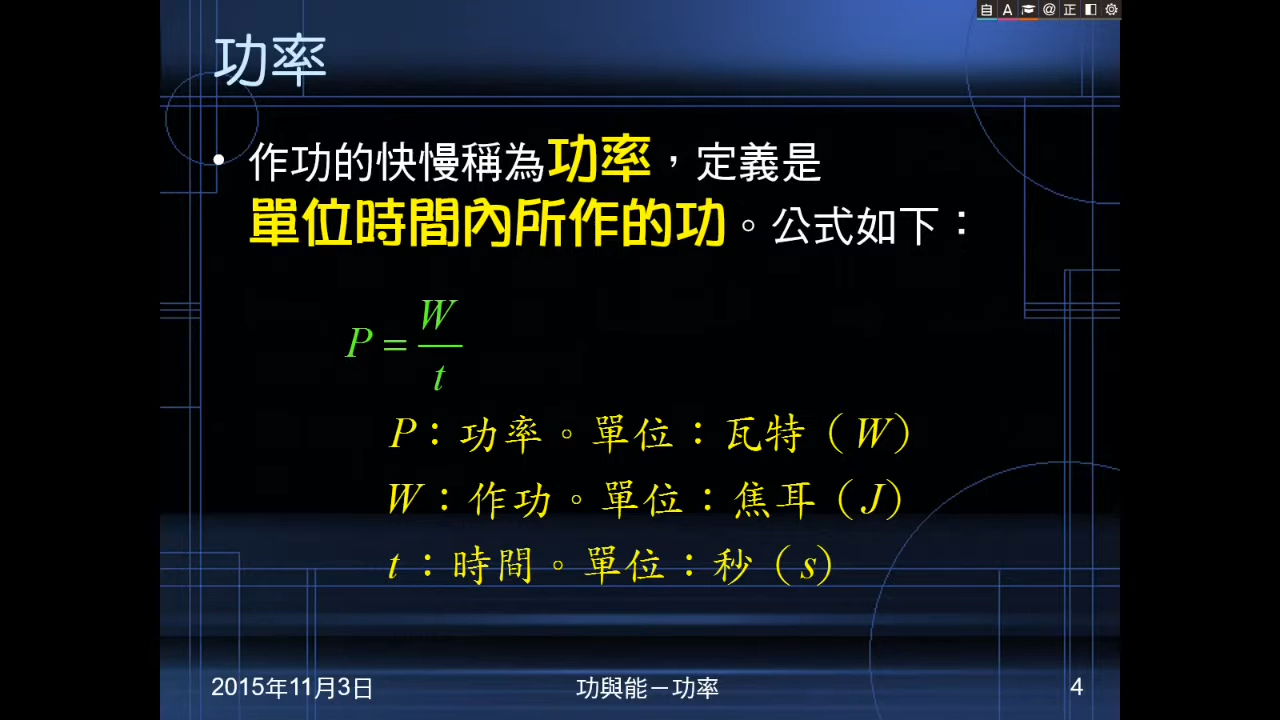 自 A @ 正
功率
• 作功的快慢稱為功率，定義是
單位時間內所作的功。公式如下：
P = W/t
P：功率。單位：瓦特（W）
W：作功。單位：焦耳（J）
t：時間。單位：秒（s）
2015年11月3日 功與能－功率 4